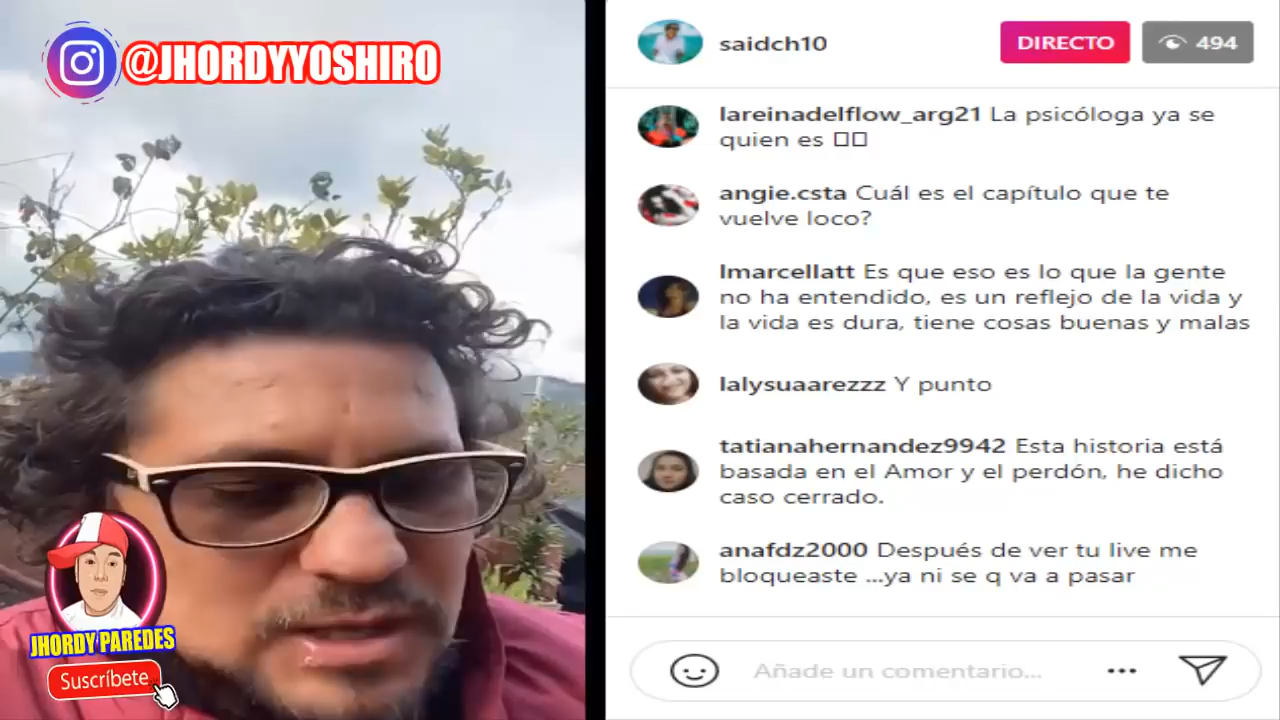 @JHORDYYOSHIRO
JHORDY PAREDES
Suscríbete
saidch10
DIRECTO
494
lareinadelflow_arg21 La psicóloga ya se
quien es
angie.csta Cuál es el capítulo que te
vuelve loco?
lmarcellatt Es que eso es lo que la gente
no ha entendido, es un reflejo de la vida y
la vida es dura, tiene cosas buenas y malas
lalysuaarezzz Y punto
tatianahernandez9942 Esta historia está
basada en el Amor y el perdón, he dicho
caso cerrado.
anafdz2000 Después de ver tu live me
bloqueaste ...ya ni se q va a pasar
Añade un comentario...